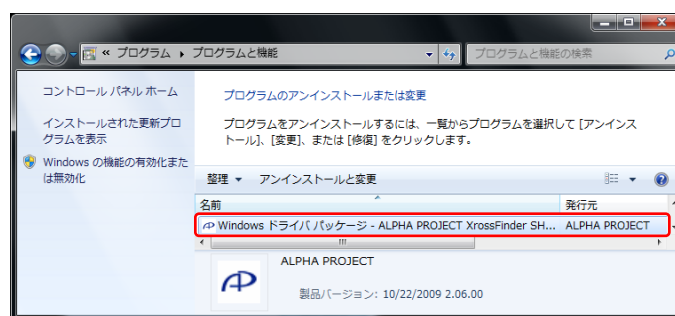 « プログラム ▸ プログラムと機能 プログラムと機能の検索
コントロール パネル ホーム
インストールされた更新プロ
グラムを表示
Windows の機能の有効化また
は無効化
プログラムのアンインストールまたは変更
プログラムをアンインストールするには、一覧からプログラムを選択して [アンインス
トール]、[変更]、または [修復] をクリックします。
整理 ▼ アンインストールと変更
名前 発行元
Windows ドライバ パッケージ - ALPHA PROJECT XrossFinder SH... ALPHA PROJECT
ALPHA PROJECT
製品バージョン: 10/22/2009 2.06.00